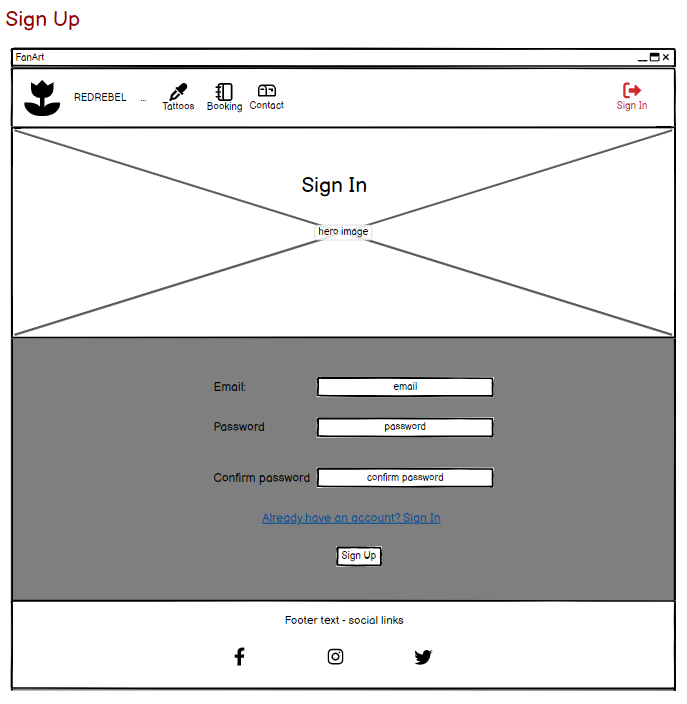 Sign Up
FanArt
REDREBEL ... Tattoos Booking Contact Sign In
Sign In
hero image
Email: email
Password password
Confirm password confirm password
Already have an account? Sign In
Sign Up
Footer text - social links